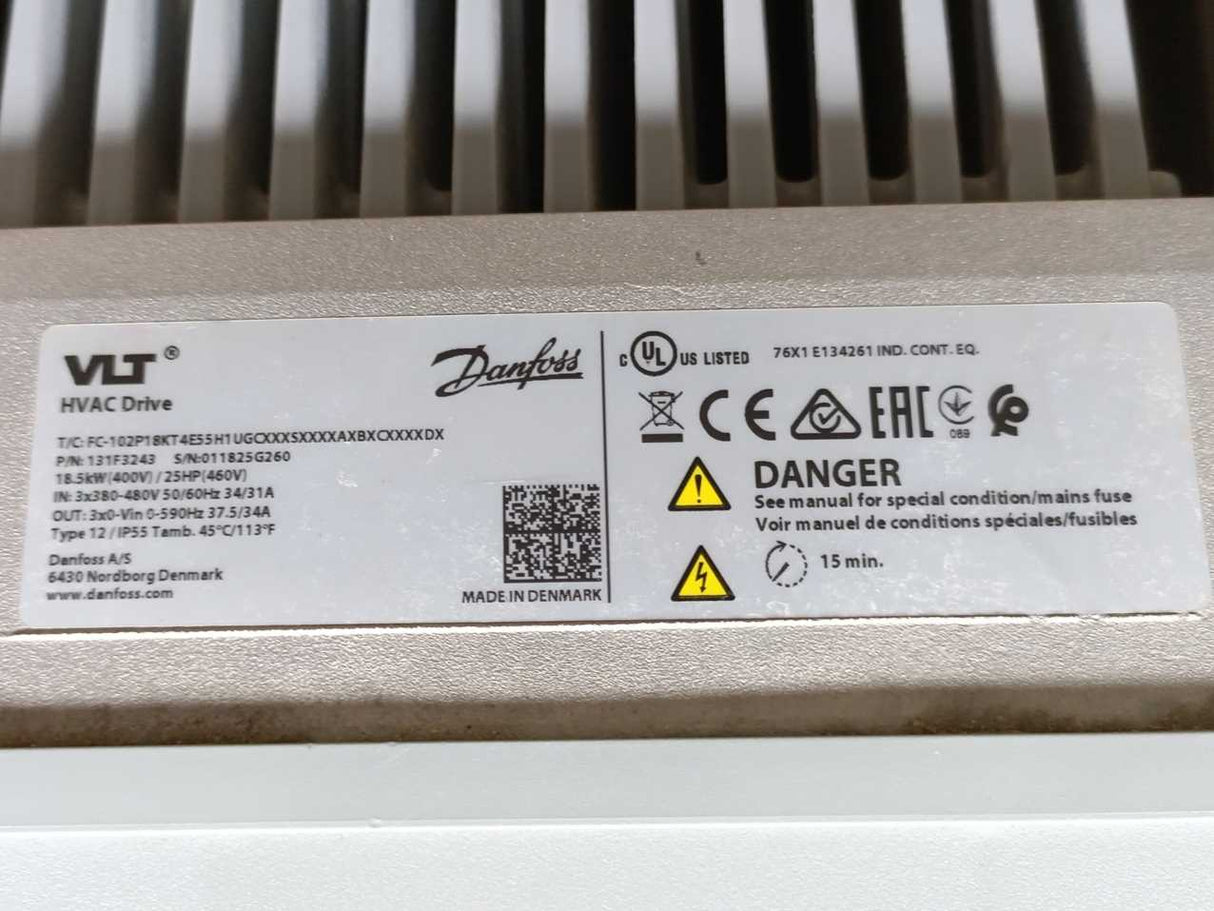 VLT ®
HVAC Drive
Danfoss
T/C: FC-102P18KT4E55H1UGCXXXSXXXXAXBXCXXXXDX
P/N: 131F3243 S/N:011825G260
18.5kW(400V) / 25HP(460V)
IN: 3x380-480V 50/60Hz 34/31A
OUT: 3x0-Vin 0-590Hz 37.5/34A
Type 12 / IP55 Tamb. 45°C/113°F
Danfoss A/S
6430 Nordborg Denmark
www.danfoss.com
MADE IN DENMARK
C UL US LISTED 76X1 E134261 IND. CONT. EQ.
CE EAC
089
DANGER
See manual for special condition/mains fuse
Voir manuel de conditions spéciales/fusibles
15 min.